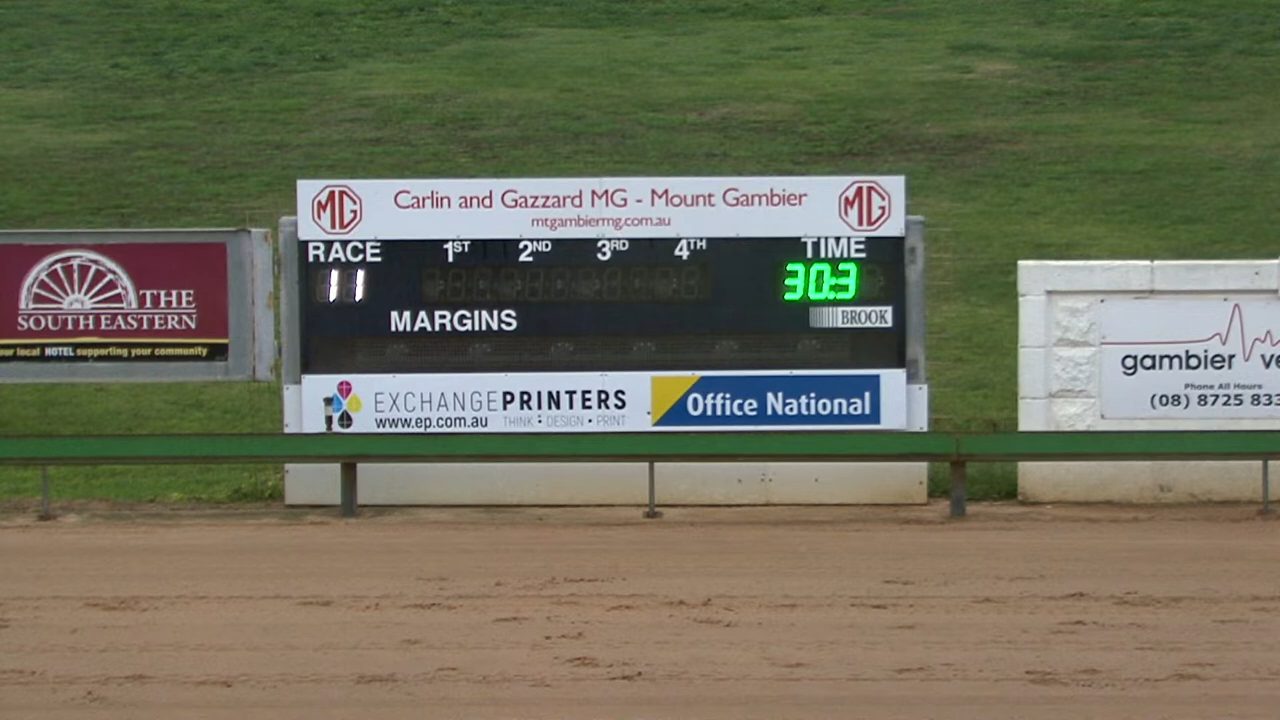 MG Carlin and Gazzard MG - Mount Gambier MG
mtgambiermg.com.au
RACE 1ST 2ND 3RD 4TH TIME
11 30:3
MARGINS BROOK
THE
SOUTH EASTERN
our local HOTEL supporting your community
EXCHANGEPRINTERS
www.ep.com.au THINK : DESIGN • PRINT
Office National
gambier ve
Phone All Hours
(08) 8725 833